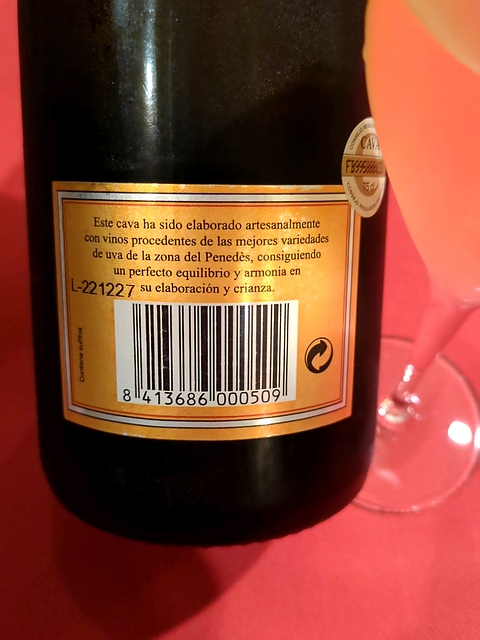 Este cava ha sido elaborado artesanalmente
con vinos procedentes de las mejores variedades
de uva de la zona del Penedès, consiguiendo
un perfecto equilibrio y armonia en
su elaboración y crianza.
L-221227
Contiene sulfitos
8 413686 000509
CAVA